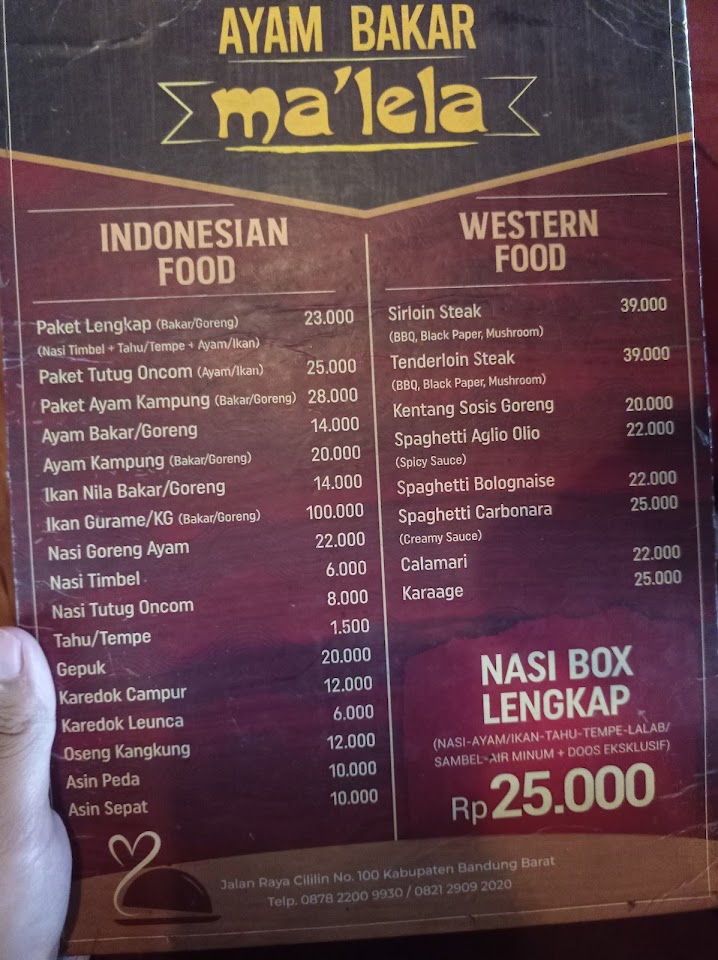 AYAM BAKAR
ma'lela
INDONESIAN
FOOD
Paket Lengkap (Bakar/Goreng) 23.000
(Nasi Timbel + Tahu/Tempe + Ayam/Ikan)
Paket Tutug Oncom (Ayam/Ikan) 25.000
Paket Ayam Kampung (Bakar/Goreng) 28.000
Ayam Bakar/Goreng 14.000
Ayam Kampung (Bakar/Goreng) 20.000
Ikan Nila Bakar/Goreng 14.000
Ikan Gurame/KG (Bakar/Goreng) 100.000
Nasi Goreng Ayam 22.000
Nasi Timbel 6.000
Nasi Tutug Oncom 8.000
Tahu/Tempe 1.500
Gepuk 20.000
Karedok Campur 12.000
Karedok Leunca 6.000
Oseng Kangkung 12.000
Asin Peda 10.000
Asin Sepat 10.000
WESTERN
FOOD
Sirloin Steak 39.000
(BBQ, Black Paper, Mushroom)
Tenderloin Steak 39.000
(BBQ, Black Paper, Mushroom)
Kentang Sosis Goreng 20.000
Spaghetti Aglio Olio 22.000
(Spicy Sauce)
Spaghetti Bolognaise 22.000
Spaghetti Carbonara 25.000
(Creamy Sauce)
Calamari 22.000
Karaage 25.000
NASI BOX
LENGKAP
(NASI-AYAM/IKAN-TAHU-TEMPE-LALAB/
SAMBEL-AIR MINUM + DOOS EKSKLUSIF)
Rp 25.000
Jalan Raya Cililin No. 100 Kabupaten Bandung Barat
Telp. 0878 2200 9930 / 0821 2909 2020